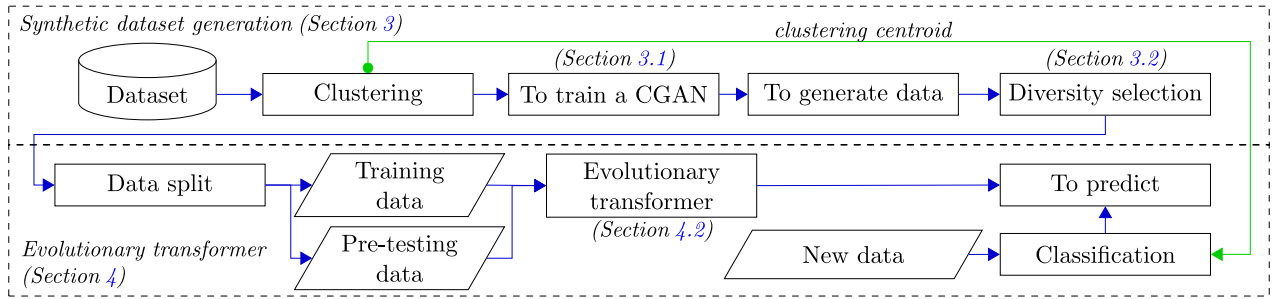 Synthetic dataset generation (Section 3)
clustering centroid
(Section 3.1)
(Section 3.2)
Dataset
Clustering
To train a CGAN
To generate data
Diversity selection
Data split
Training
data
Evolutionary
transformer
(Section 4.2)
To predict
Pre-testing
data
New data
Classification
Evolutionary transformer
(Section 4)